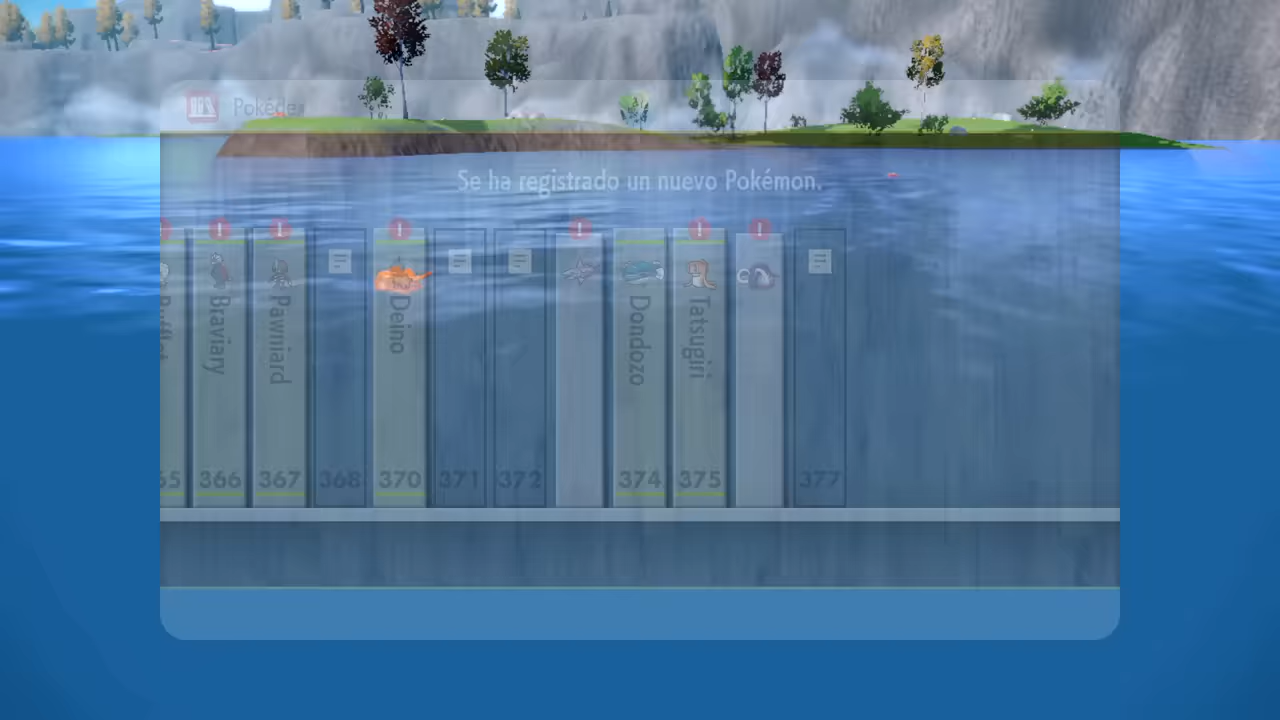 Pokédex
Se ha registrado un nuevo Pokémon.
Braviary
Pawniard
Deino
Dondozo
Tatsugiri
65
366
367
368
370
371
372
374
375
377